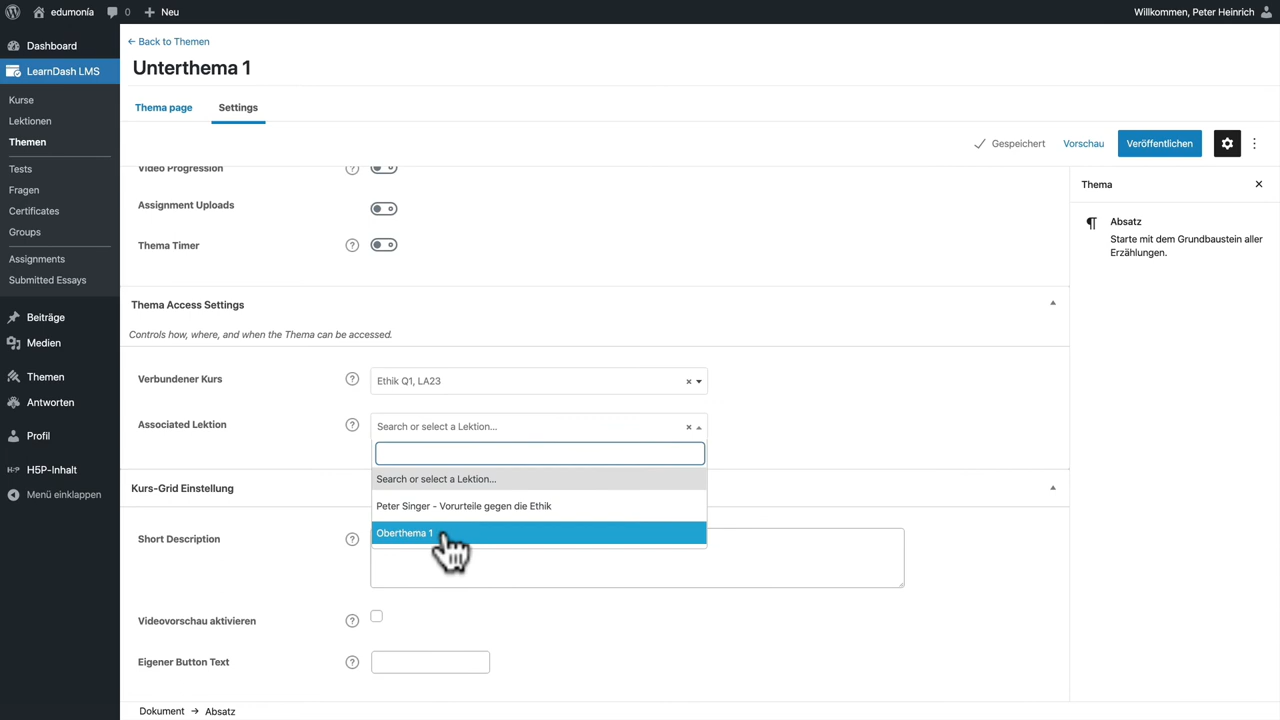 edumonía
0
Neu
Willkommen, Peter Heinrich
Dashboard
LearnDash LMS
Kurse
Lektionen
Themen
Tests
Fragen
Certificates
Groups
Assignments
Submitted Essays
Beiträge
Medien
Themen
Antworten
Profil
H5P H5P-Inhalt
Menü einklappen
← Back to Themen
Unterthema 1
Thema page Settings
Gespeichert Vorschau Veröffentlichen
Video Progression ?
Assignment Uploads
Thema Timer ?
Thema Access Settings
Controls how, where, and when the Thema can be accessed.
Verbundener Kurs ? Ethik Q1, LA23 ×
Associated Lektion ? Search or select a Lektion... ×
Search or select a Lektion...
Peter Singer - Vorurteile gegen die Ethik
Oberthema 1
Kurs-Grid Einstellung
Short Description ?
Videovorschau aktivieren ?
Eigener Button Text ?
Thema ×
¶ Absatz
Starte mit dem Grundbaustein aller
Erzählungen.
Dokument → Absatz